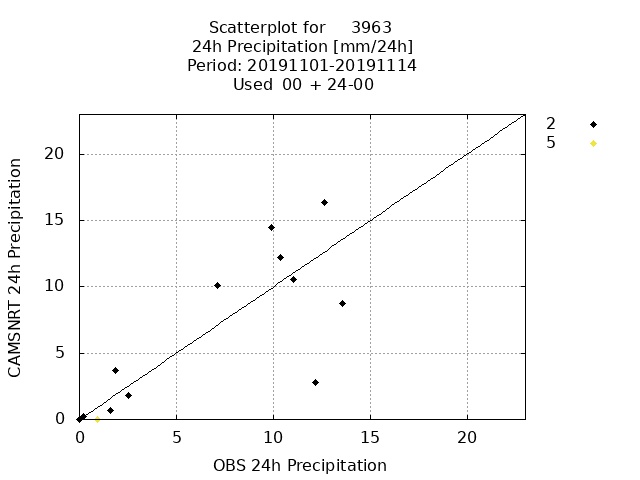 Scatterplot for 3963
24h Precipitation [mm/24h]
Period: 20191101-20191114
Used 00 + 24-00
2
5
CAMSNRT 24h Precipitation
20
15
10
5
0
0 5 10 15 20
OBS 24h Precipitation